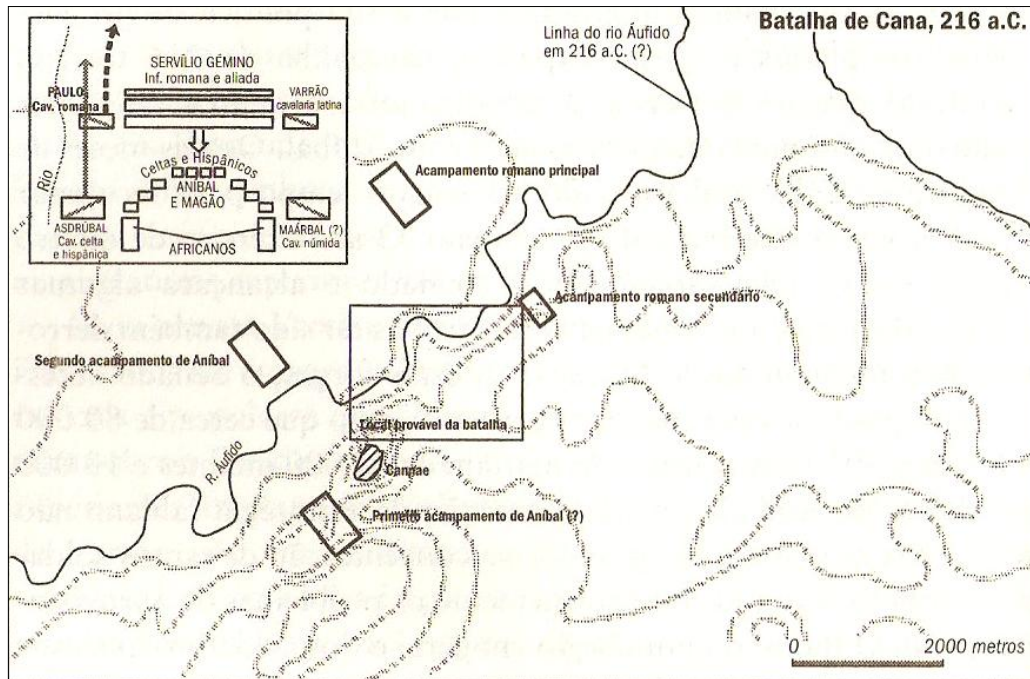 Batalha de Cana, 216 a.C.
Linha do rio Áufido
em 216 a.C. (?)
SERVÍLIO GÉMINO
Inf. romana e aliada
PAULO
Cav. romana
VARRÃO
cavalaria latina
Rio
Celtas e Hispânicos
ANÍBAL
E MAGÃO
ASDRÚBAL
Cav. celta
e hispânica
AFRICANOS
MAÁRBAL (?)
Cav. númida
Acampamento romano principal
Acampamento romano secundário
Segundo acampamento de Aníbal
Local provável da batalha
R. Áufido
Cannae
Primeiro acampamento de Aníbal (?)
0 2000 metros